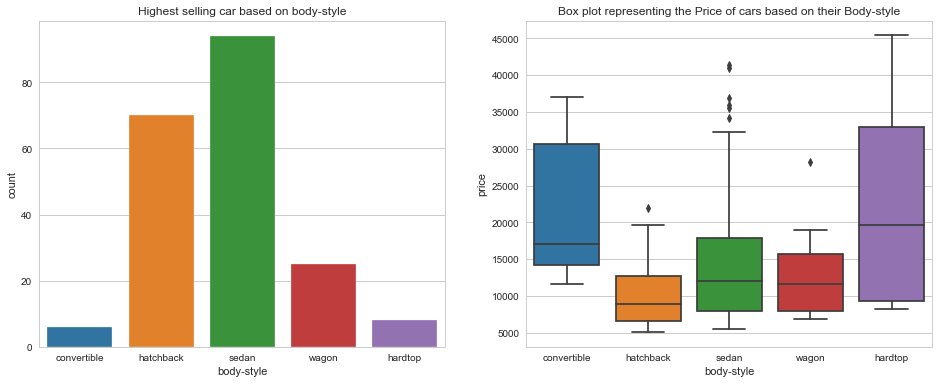 Highest selling car based on body-style
80
60
40
20
0
count
convertible hatchback sedan wagon hardtop
body-style
Box plot representing the Price of cars based on their Body-style
45000
40000
35000
30000
25000
20000
15000
10000
5000
price
convertible hatchback sedan wagon hardtop
body-style